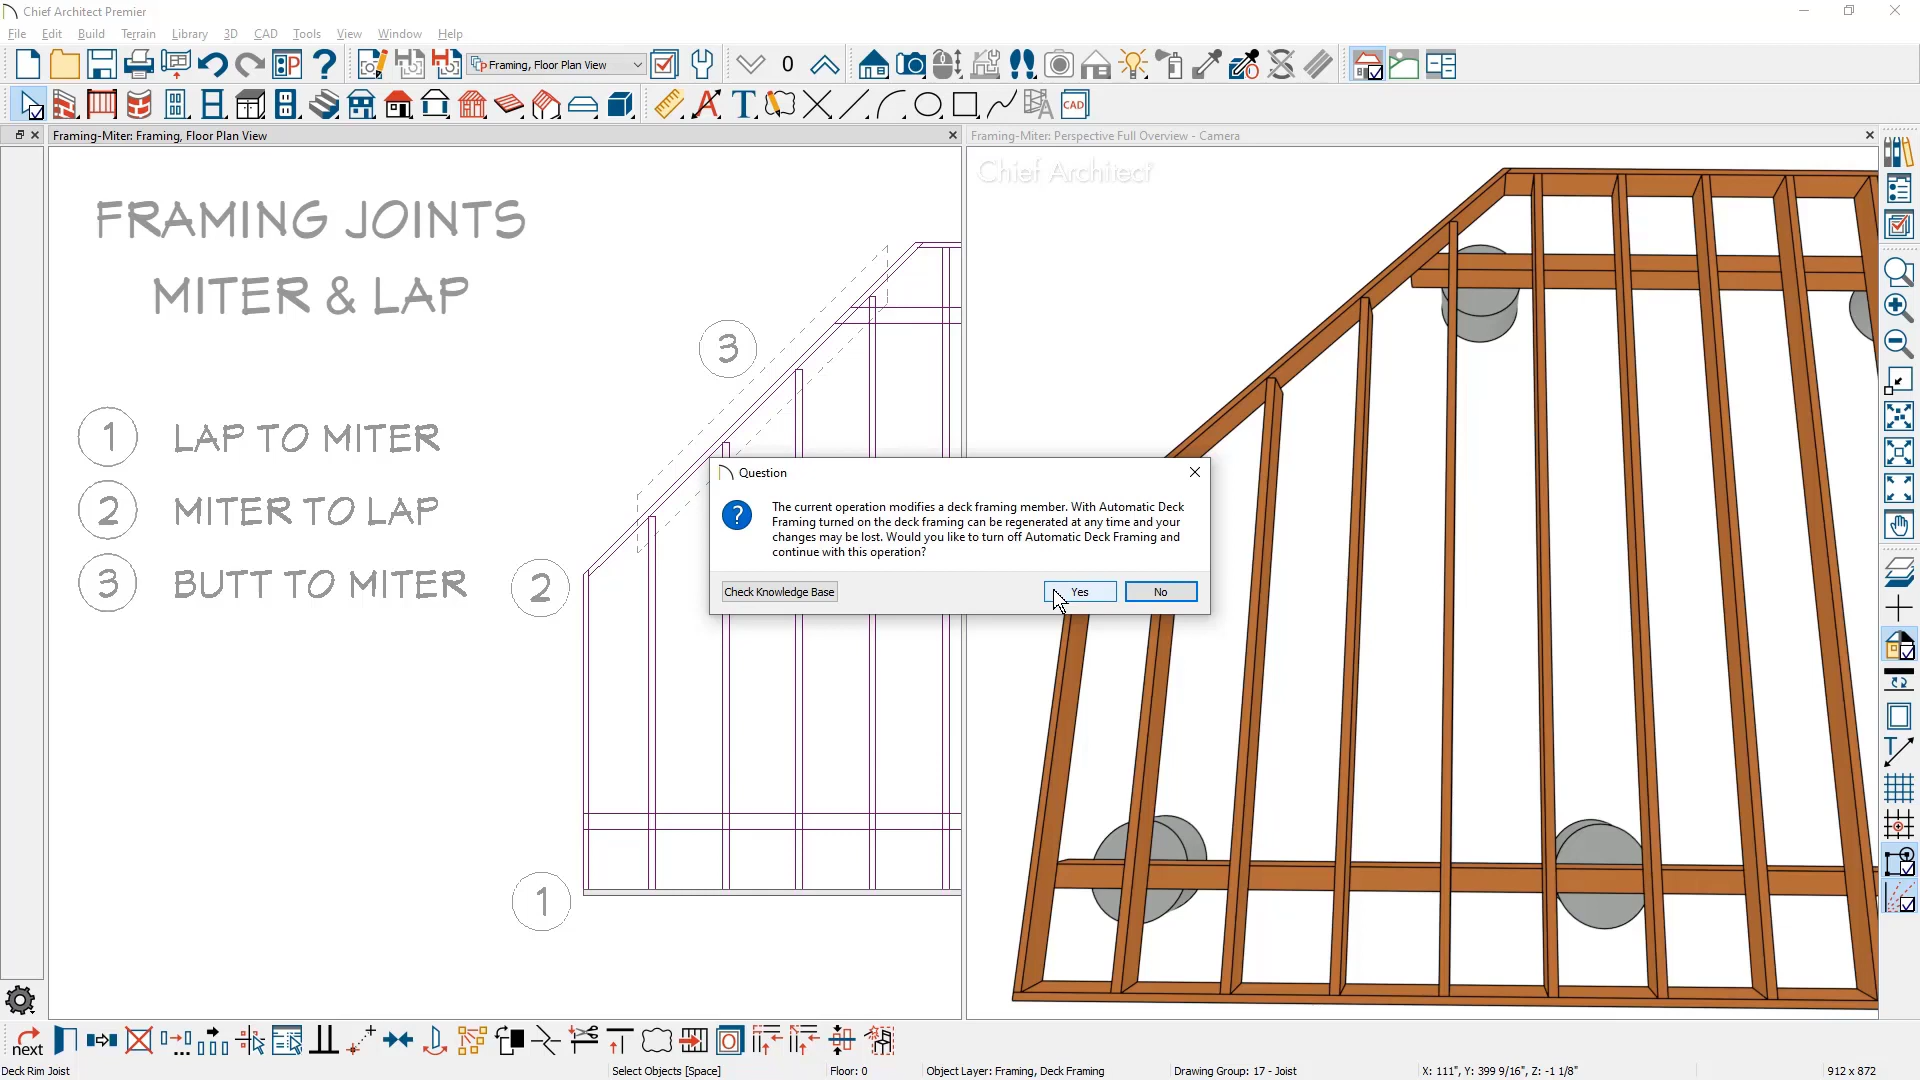 Chief Architect Premier
File Edit Build Terrain Library 3D CAD Tools View Window Help
Framing, Floor Plan View
0
CAD
Framing-Miter: Framing, Floor Plan View
Framing-Miter: Perspective Full Overview - Camera
Chief Architect
FRAMING JOINTS
MITER & LAP
3
1 LAP TO MITER
2 MITER TO LAP
3 BUTT TO MITER
2
1
Question
The current operation modifies a deck framing member. With Automatic Deck
Framing turned on the deck framing can be regenerated at any time and your
changes may be lost. Would you like to turn off Automatic Deck Framing and
continue with this operation?
Check Knowledge Base
Yes
No
next
Deck Rim Joist
Select Objects [Space]
Floor: 0
Object Layer: Framing, Deck Framing
Drawing Group: 17 - Joist
X: 111", Y: 399 9/16", Z: -1 1/8"
912 x 872